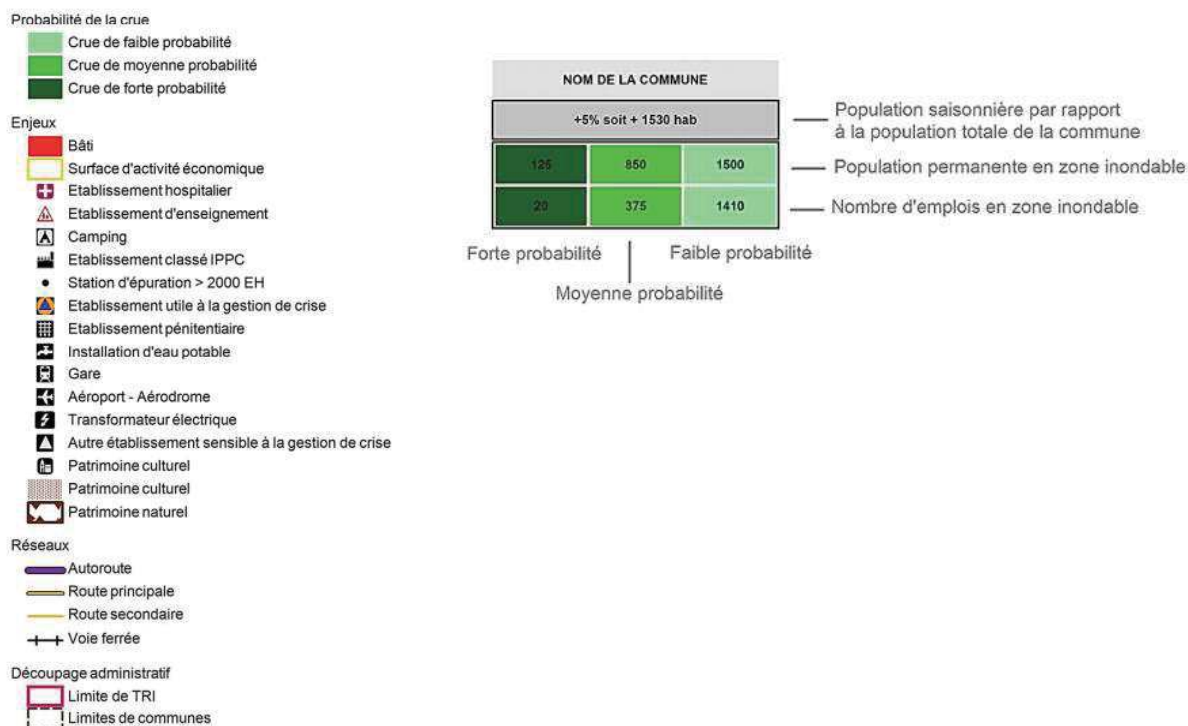 Probabilité de la crue
Crue de faible probabilité
Crue de moyenne probabilité
Crue de forte probabilité
Enjeux
Bâti
Surface d'activité économique
Etablissement hospitalier
Etablissement d'enseignement
Camping
Etablissement classé IPPC
Station d'épuration > 2000 EH
Etablissement utile à la gestion de crise
Etablissement pénitentiaire
Installation d'eau potable
Gare
Aéroport - Aérodrome
Transformateur électrique
Autre établissement sensible à la gestion de crise
Patrimoine culturel
Patrimoine culturel
Patrimoine naturel
Réseaux
Autoroute
Route principale
Route secondaire
Voie ferrée
Découpage administratif
Limite de TRI
Limites de communes
NOM DE LA COMMUNE
+5% soit + 1530 hab
Population saisonnière par rapport
à la population totale de la commune
125 850 1500
Population permanente en zone inondable
20 375 1410
Nombre d'emplois en zone inondable
Forte probabilité
Faible probabilité
Moyenne probabilité